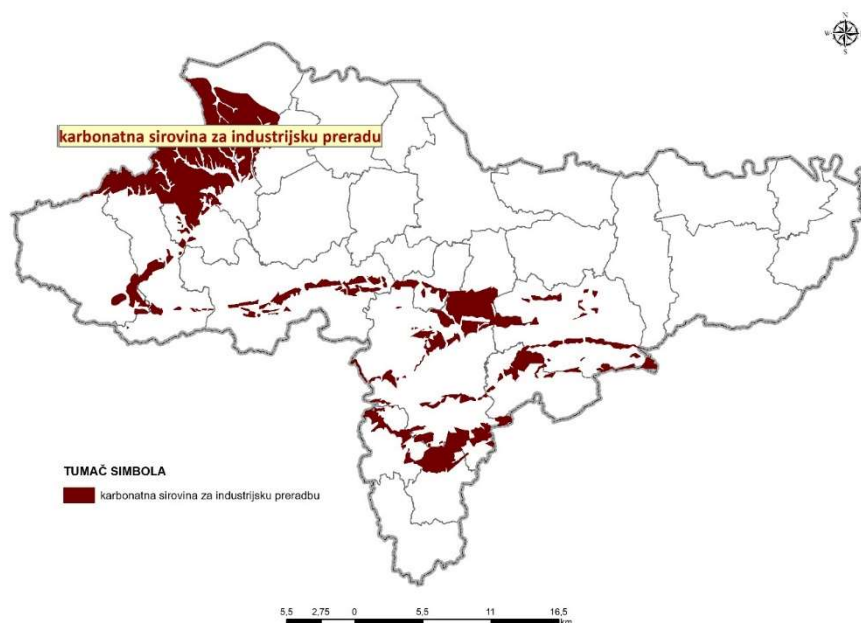 N
W E
S
karbonatna sirovina za industrijsku preradu
TUMAČ SIMBOLA
karbonatna sirovina za industrijsku preradbu
5,5 2,75 0 5,5 11 16,5
km